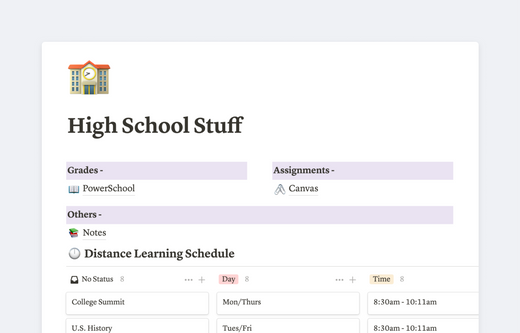 High School Stuff
Grades - Assignments -
PowerSchool Canvas
Others -
Notes
Distance Learning Schedule
No Status 8 Day 8 Time 8
College Summit Mon/Thurs 8:30am - 10:11am
U.S. History Tues/Fri 8:30am - 10:11am